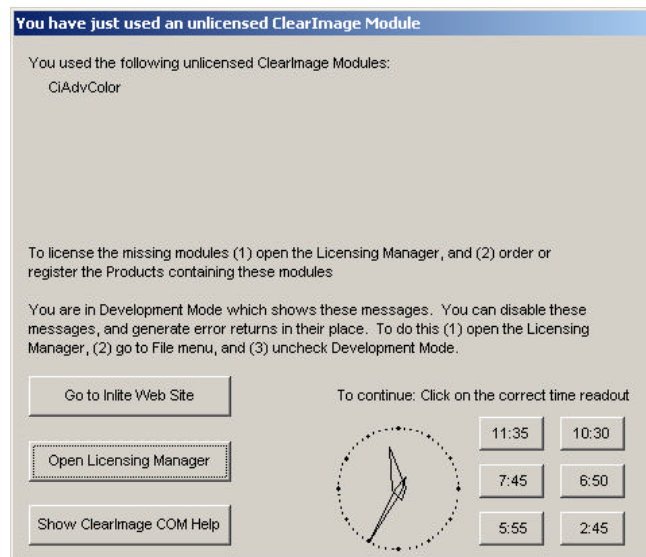 You have just used an unlicensed ClearImage Module
You used the following unlicensed ClearImage Modules:
CiAdvColor
To license the missing modules (1) open the Licensing Manager, and (2) order or
register the Products containing these modules
You are in Development Mode which shows these messages.  You can disable these
messages, and generate error returns in their place.  To do this (1) open the Licensing
Manager, (2) go to File menu, and (3) uncheck Development Mode.
Go to Inlite Web Site
To continue: Click on the correct time readout
11:35
10:30
Open Licensing Manager
7:45
6:50
Show ClearImage COM Help
5:55
2:45